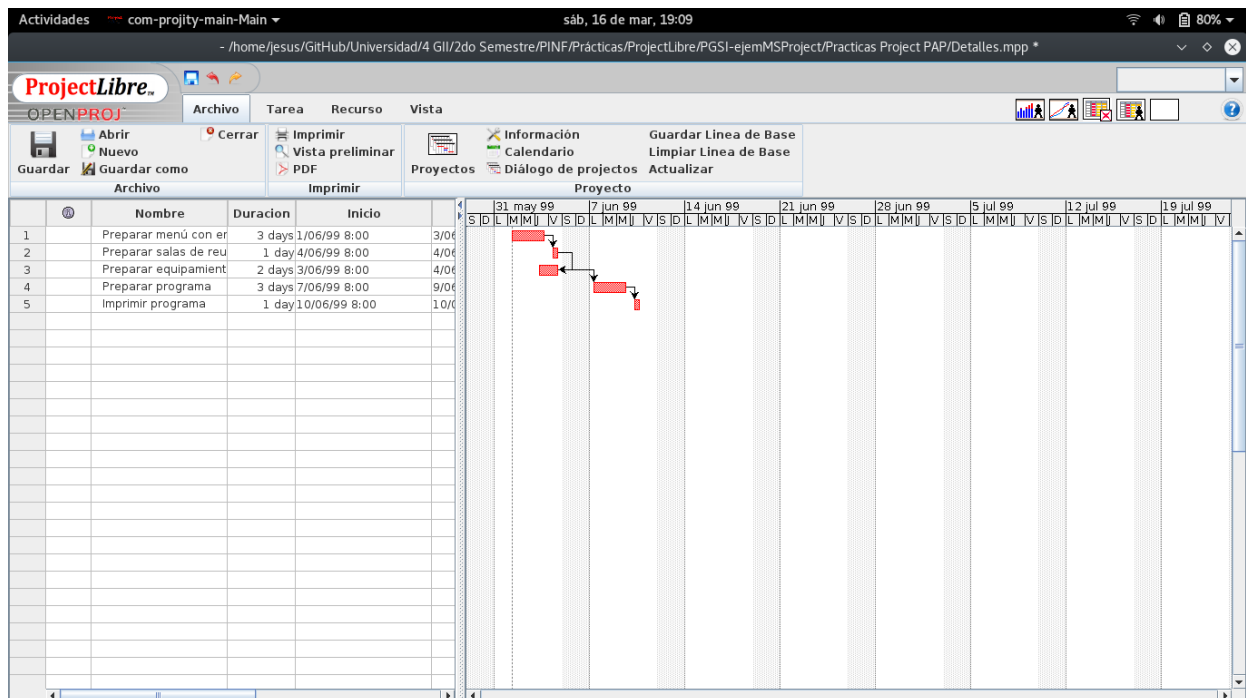 Actividades com-projity-main-Main sáb, 16 de mar, 19:09 80%
- /home/jesus/GitHub/Universidad/4 GII/2do Semestre/PINF/Prácticas/ProjectLibre/PGSI-ejemMSProject/Practicas Project PAP/Detalles.mpp *
ProjectLibre
OPENPROJ
Archivo Tarea Recurso Vista
Guardar
Abrir
Nuevo
Guardar como
Cerrar
Archivo
Imprimir
Vista preliminar
PDF
Imprimir
Proyectos
Información
Calendario
Diálogo de projectos
Guardar Linea de Base
Limpiar Linea de Base
Actualizar
Proyecto
Nombre Duracion Inicio
1 Preparar menú con er 3 days 1/06/99 8:00 3/06
2 Preparar salas de reu 1 day 4/06/99 8:00 4/06
3 Preparar equipamient 2 days 3/06/99 8:00 4/06
4 Preparar programa 3 days 7/06/99 8:00 9/06
5 Imprimir programa 1 day 10/06/99 8:00 10/0
31 may 99 7 jun 99 14 jun 99 21 jun 99 28 jun 99 5 jul 99 12 jul 99 19 jul 99
S D L M M J V S D L M M J V S D L M M J V S D L M M J V S D L M M J V S D L M M J V S D L M M J V S D L M M J V